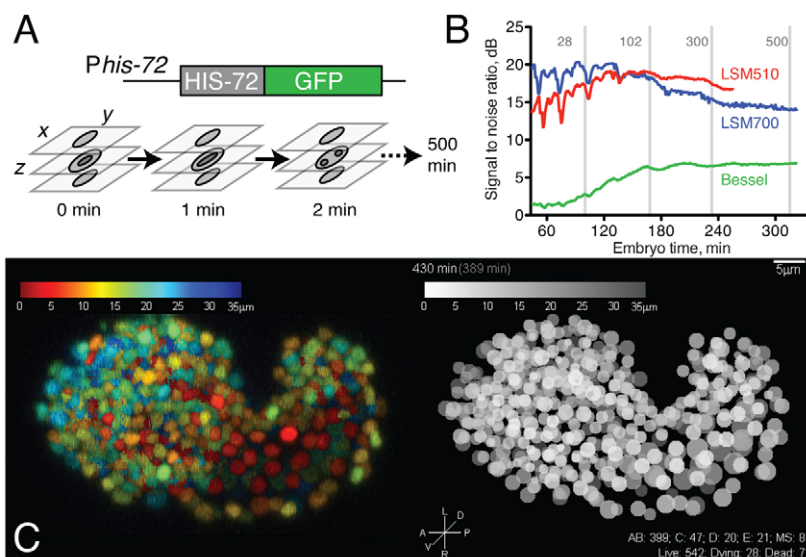 A
Phis-72
HIS-72 GFP
x y
z
0 min 1 min 2 min
500
min
B
Signal to noise ratio, dB
25
20
15
10
5
0
28 102 300 500
LSM510
LSM700
Bessel
60 120 180 240 300
Embryo time, min
C
0 5 10 15 20 25 30 35μm
430 min (389 min)
0 5 10 15 20 25 30 35μm
5μm
L
D
A P
V
R
AB: 399, C: 47; D: 20; E: 21; MS: 8
Live: 542; Dying: 28; Dead: 7